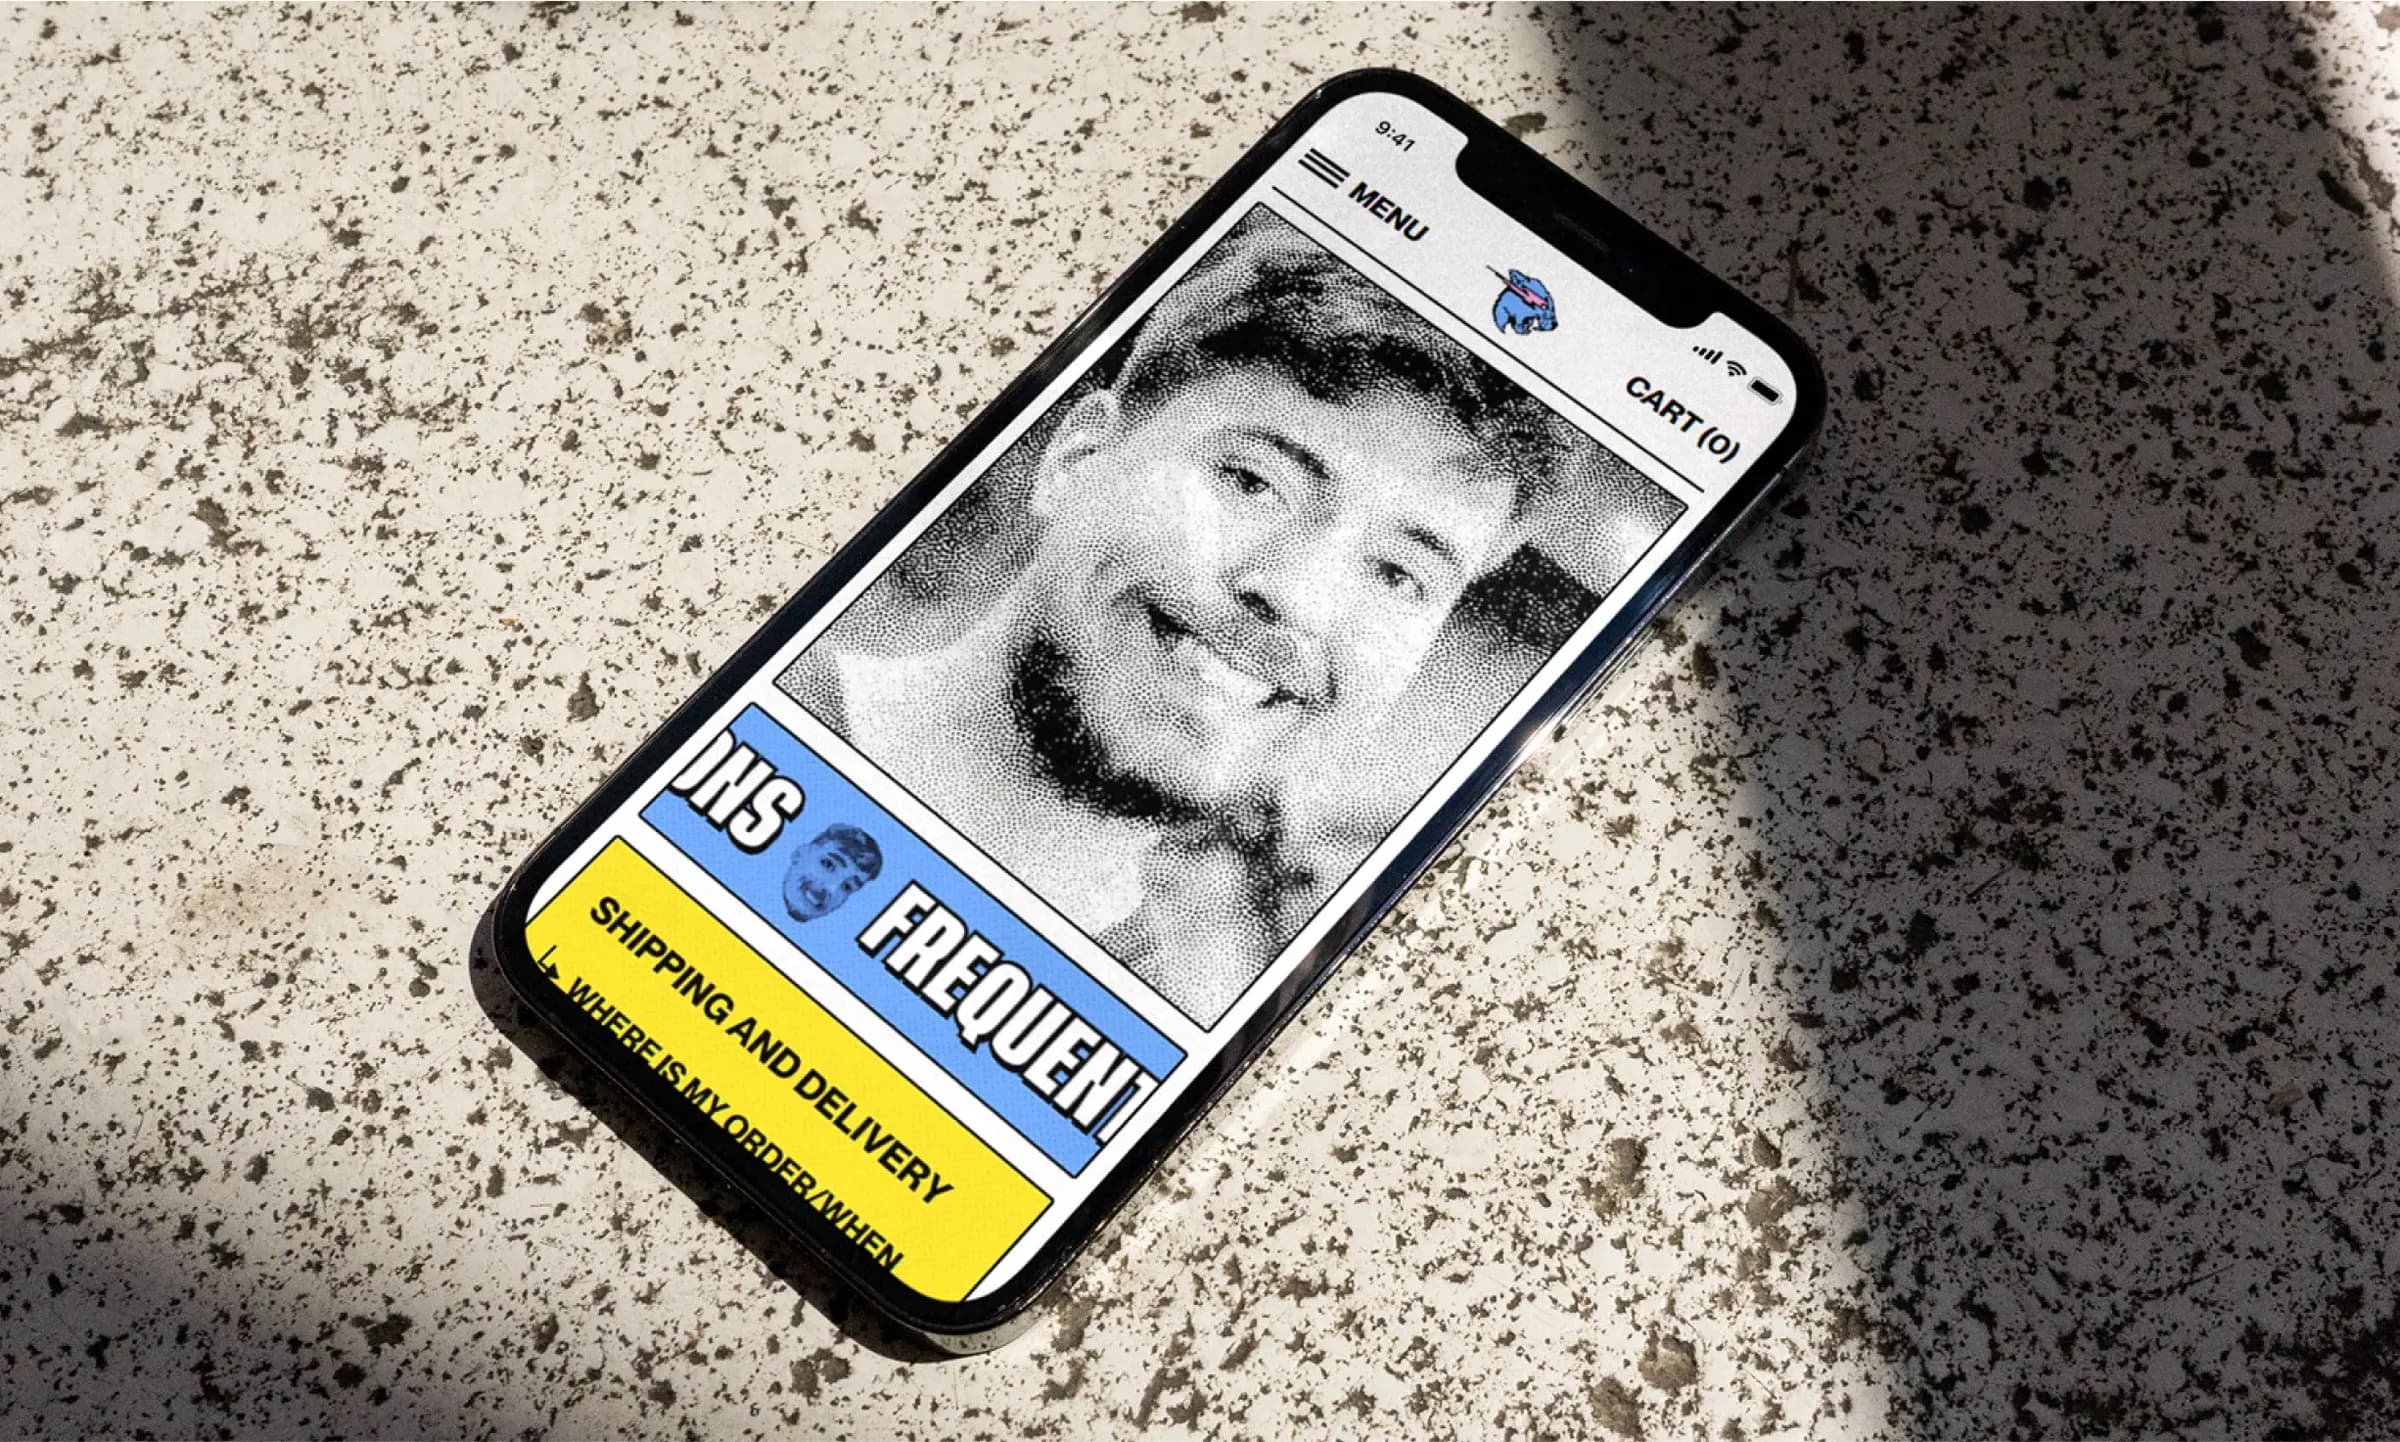 9:41
MENU
CART (0)
ONS FREQUENT
SHIPPING AND DELIVERY
WHERE IS MY ORDER/WHEN